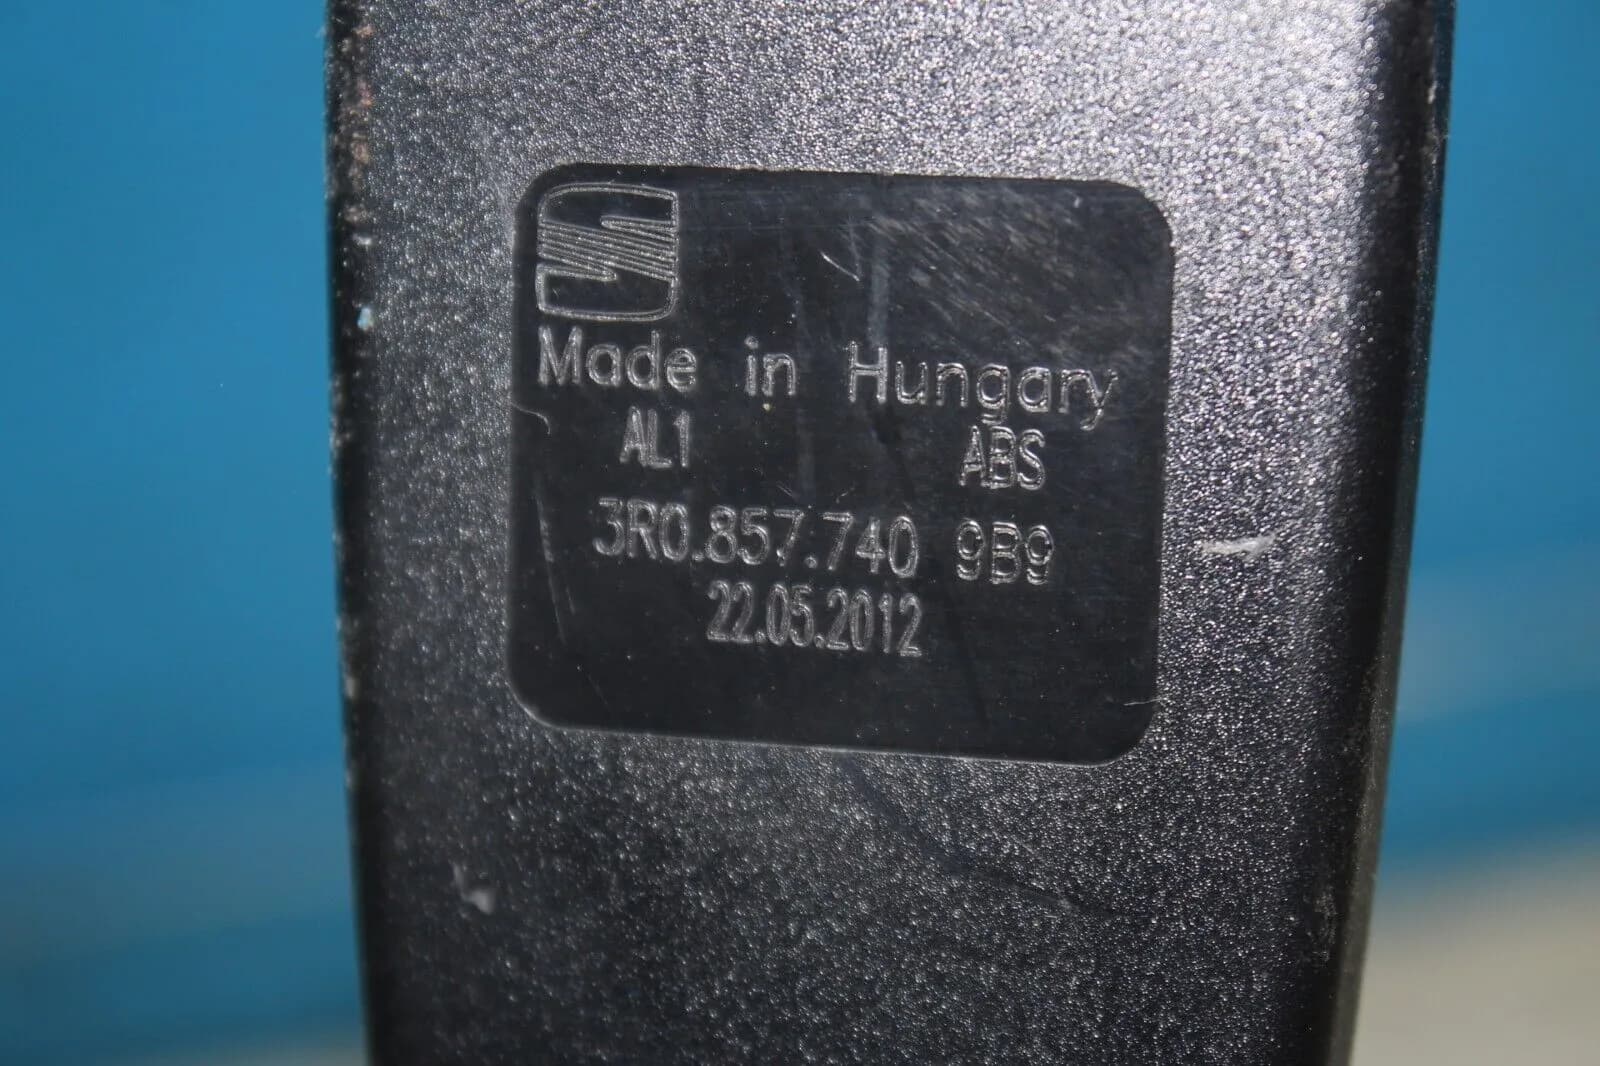 Made in Hungary
AL1 ABS
3R0.857.740 9B9
22.05.2012